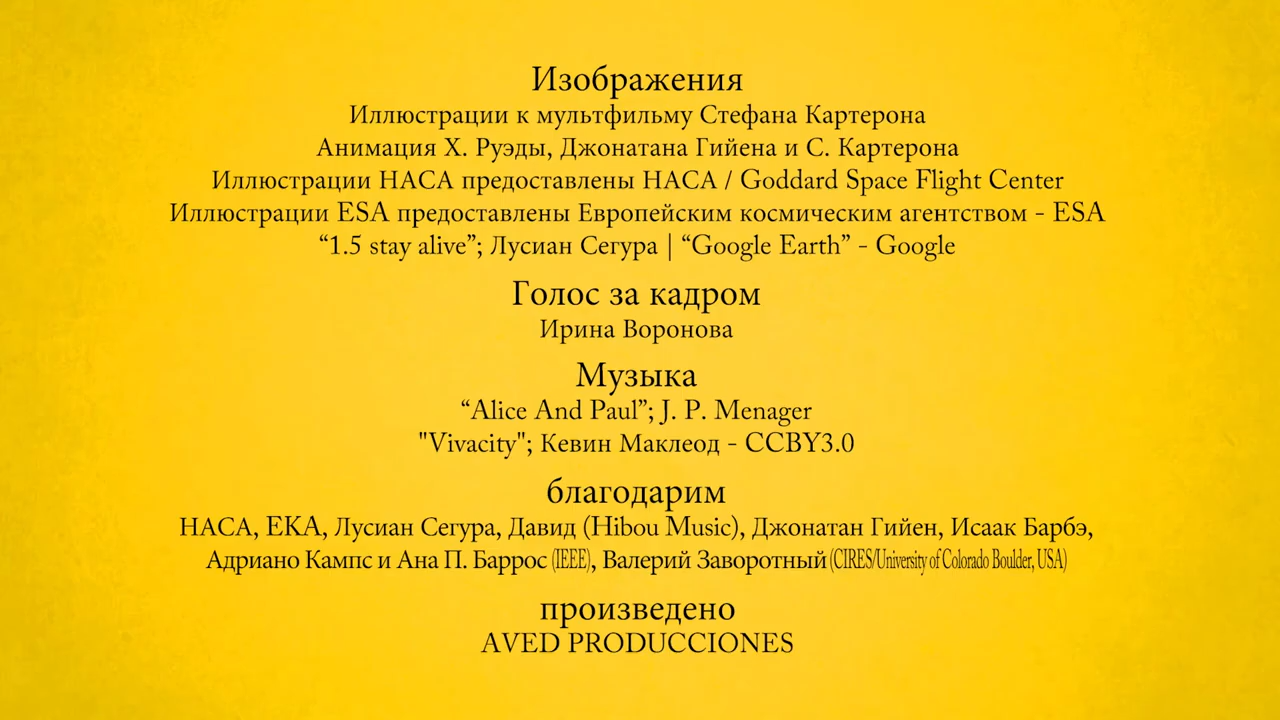 Изображения
Иллюстрации к мультфильму Стефана Картерона
Анимация Х. Руэды, Джонатана Гийена и С. Картерона
Иллюстрации НАСА предоставлены НАСА / Goddard Space Flight Center
Иллюстрации ESA предоставлены Европейским космическим агентством - ESA
“1.5 stay alive”; Лусиан Сегура | “Google Earth” - Google
Голос за кадром
Ирина Воронова
Музыка
“Alice And Paul”; J. P. Menager
"Vivacity"; Кевин Маклеод - CCBY3.0
благодарим
НАСА, ЕКА, Лусиан Сегура, Давид (Hibou Music), Джонатан Гийен, Исаак Барбэ,
Адриано Кампс и Ана П. Баррос (IEEE), Валерий Заворотный (CIRES/University of Colorado Boulder, USA)
произведено
AVED PRODUCCIONES